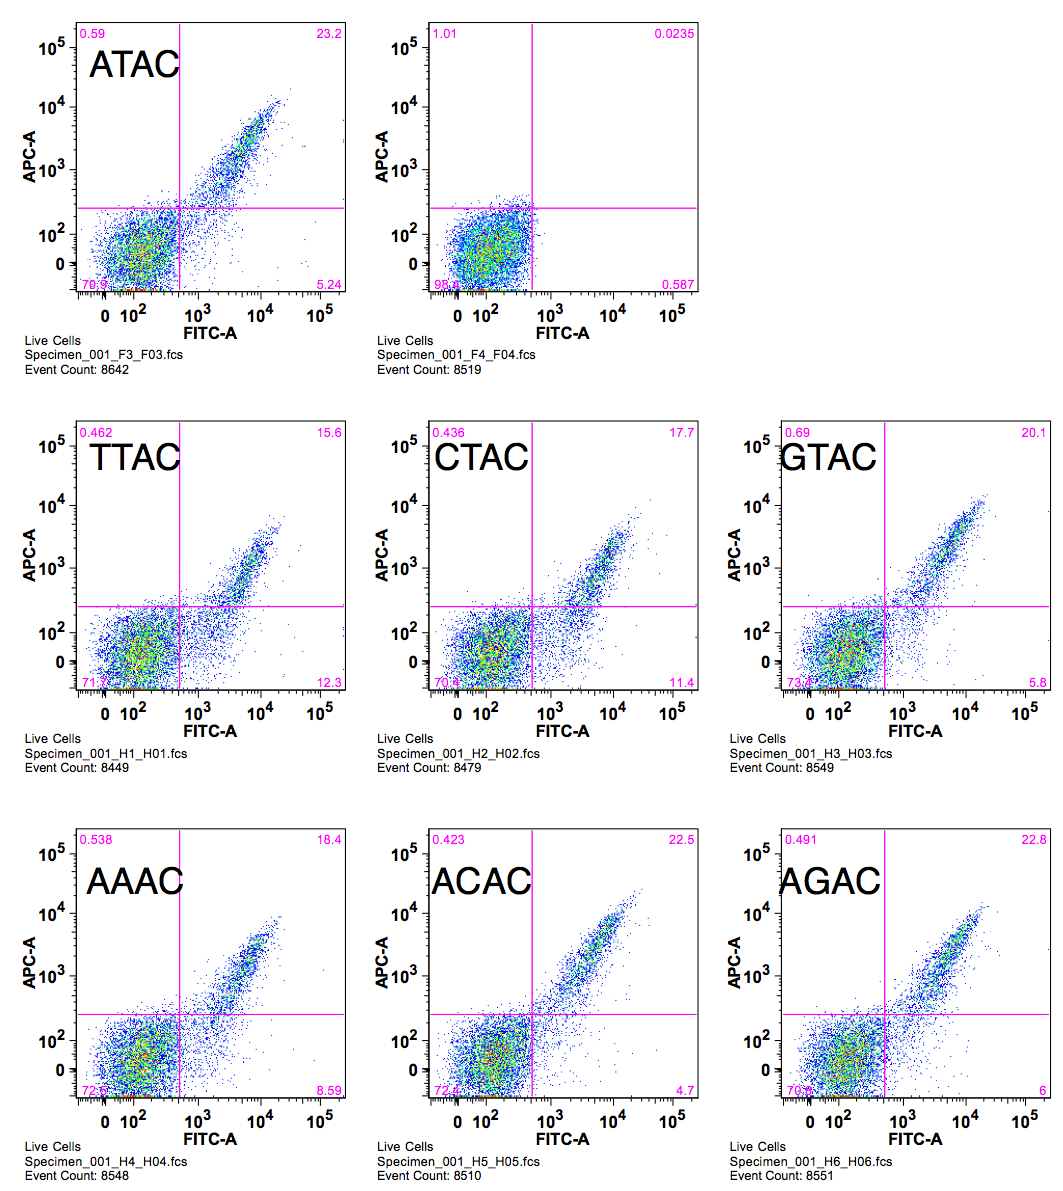 0.59 23.2
ATAC
10^5
10^4
10^3
10^2
0
APC-A
70.9 5.24
0 10^2 10^3 10^4 10^5
FITC-A
Live Cells
Specimen_001_F3_F03.fcs
Event Count: 8642
1.01 0.0235
10^5
10^4
10^3
10^2
0
APC-A
98.4 0.587
0 10^2 10^3 10^4 10^5
FITC-A
Live Cells
Specimen_001_F4_F04.fcs
Event Count: 8519
0.462 15.6
TTAC
10^5
10^4
10^3
10^2
0
APC-A
12.3
0 10^2 10^3 10^4 10^5
FITC-A
Live Cells
Specimen_001_H1_H01.fcs
Event Count: 8449
0.436 17.7
CTAC
10^5
10^4
10^3
10^2
0
APC-A
70.4 11.4
0 10^2 10^3 10^4 10^5
FITC-A
Live Cells
Specimen_001_H2_H02.fcs
Event Count: 8479
0.69 20.1
GTAC
10^5
10^4
10^3
10^2
0
APC-A
73.4 5.8
0 10^2 10^3 10^4 10^5
FITC-A
Live Cells
Specimen_001_H3_H03.fcs
Event Count: 8549
0.538 18.4
AAAC
10^5
10^4
10^3
10^2
0
APC-A
8.59
0 10^2 10^3 10^4 10^5
FITC-A
Live Cells
Specimen_001_H4_H04.fcs
Event Count: 8548
0.423 22.5
ACAC
10^5
10^4
10^3
10^2
0
APC-A
72.4 4.7
0 10^2 10^3 10^4 10^5
FITC-A
Live Cells
Specimen_001_H5_H05.fcs
Event Count: 8510
0.491 22.8
AGAC
10^5
10^4
10^3
10^2
0
APC-A
6
0 10^2 10^3 10^4 10^5
FITC-A
Live Cells
Specimen_001_H6_H06.fcs
Event Count: 8551